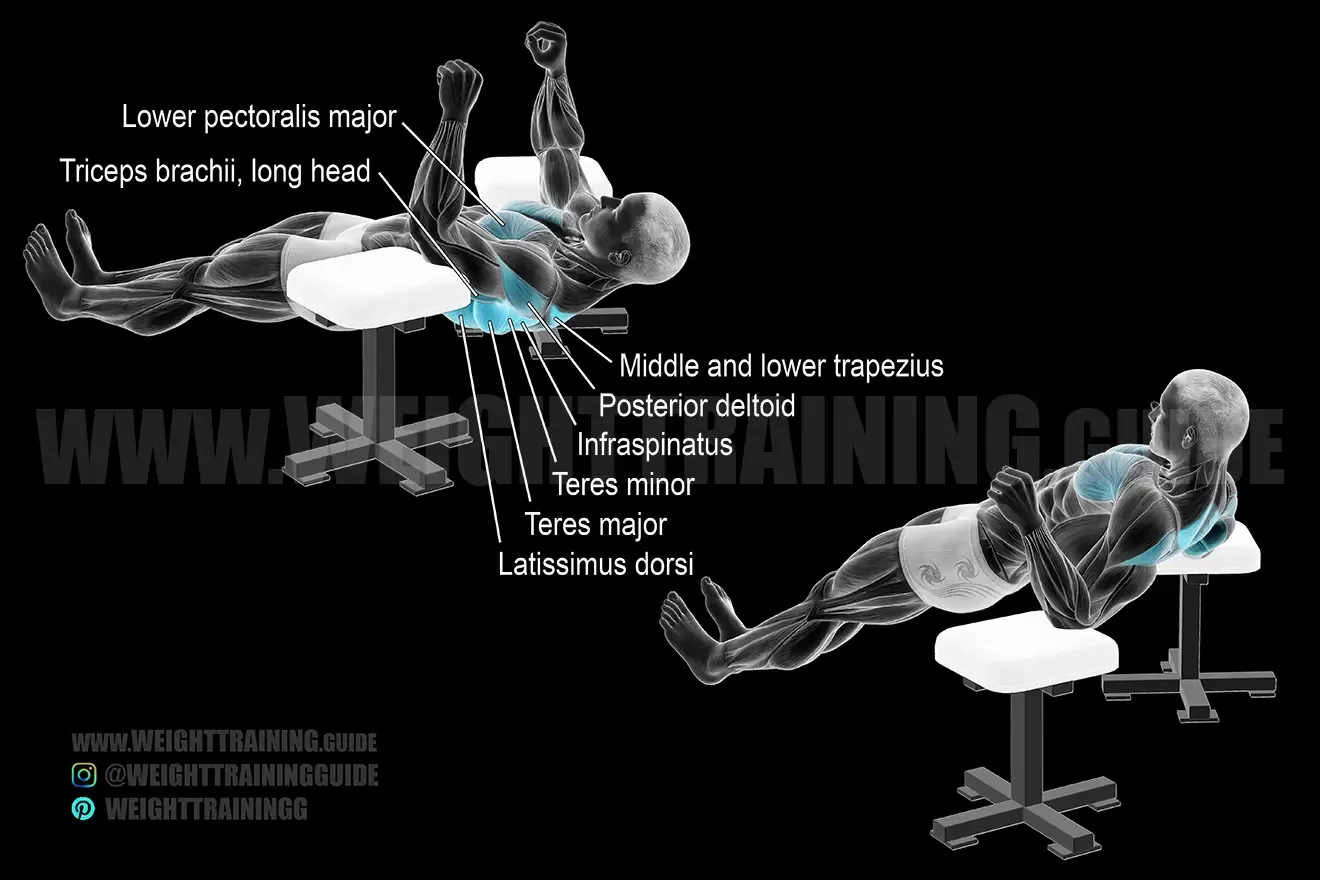 Lower pectoralis major
Triceps brachii, long head
Middle and lower trapezius
Posterior deltoid
Infraspinatus
Teres minor
Teres major
Latissimus dorsi
WWW.WEIGHTTRAINING.GUIDE
WWW.WEIGHTTRAINING.GUIDE
@WEIGHTTRAININGGUIDE
WEIGHTTRAININGG